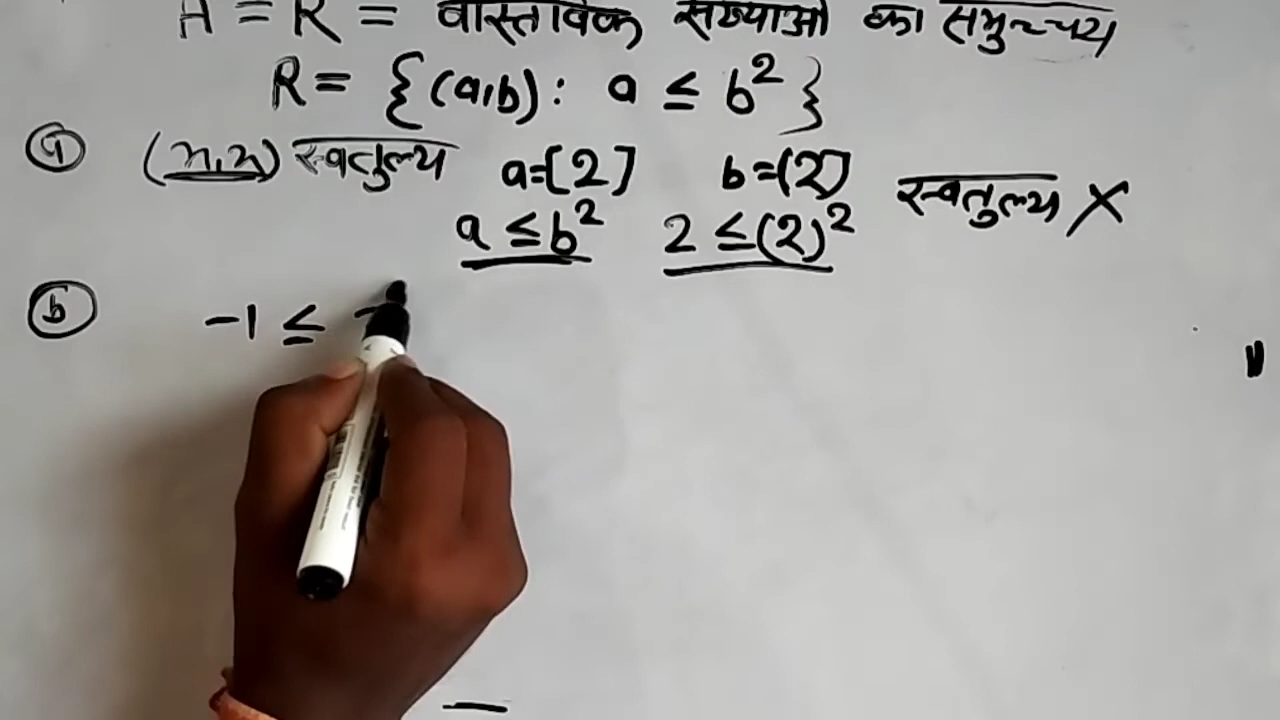 A = R = वास्तविक संख्याओं का समुच्चय
R = {(a,b): a ≤ b²}
(a) (x,x) स्वतुल्य a=[2] b=(2] स्वतुल्य ×
a ≤ b² 2 ≤ (2)²
(b) -1 ≤ -